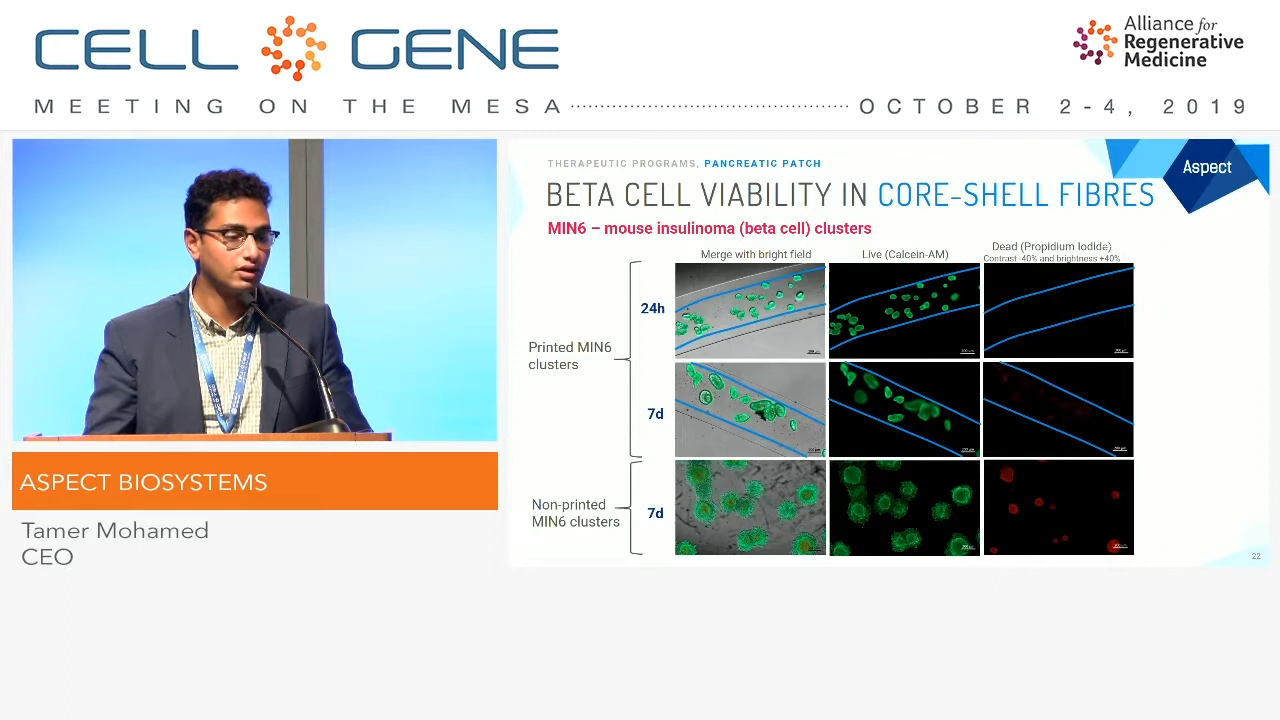 CELL GENE
Alliance for
Regenerative
Medicine
MEETING ON THE MESA
OCTOBER 2-4, 2019
THERAPEUTIC PROGRAMS, PANCREATIC PATCH
Aspect
BETA CELL VIABILITY IN CORE-SHELL FIBRES
MIN6 – mouse insulinoma (beta cell) clusters
Merge with bright field
Live (Calcein-AM)
Dead (Propidium Iodide)
Contrast -40% and brightness +40%
24h
Printed MIN6
clusters
7d
Non-printed
MIN6 clusters
7d
22
ASPECT BIOSYSTEMS
Tamer Mohamed
CEO